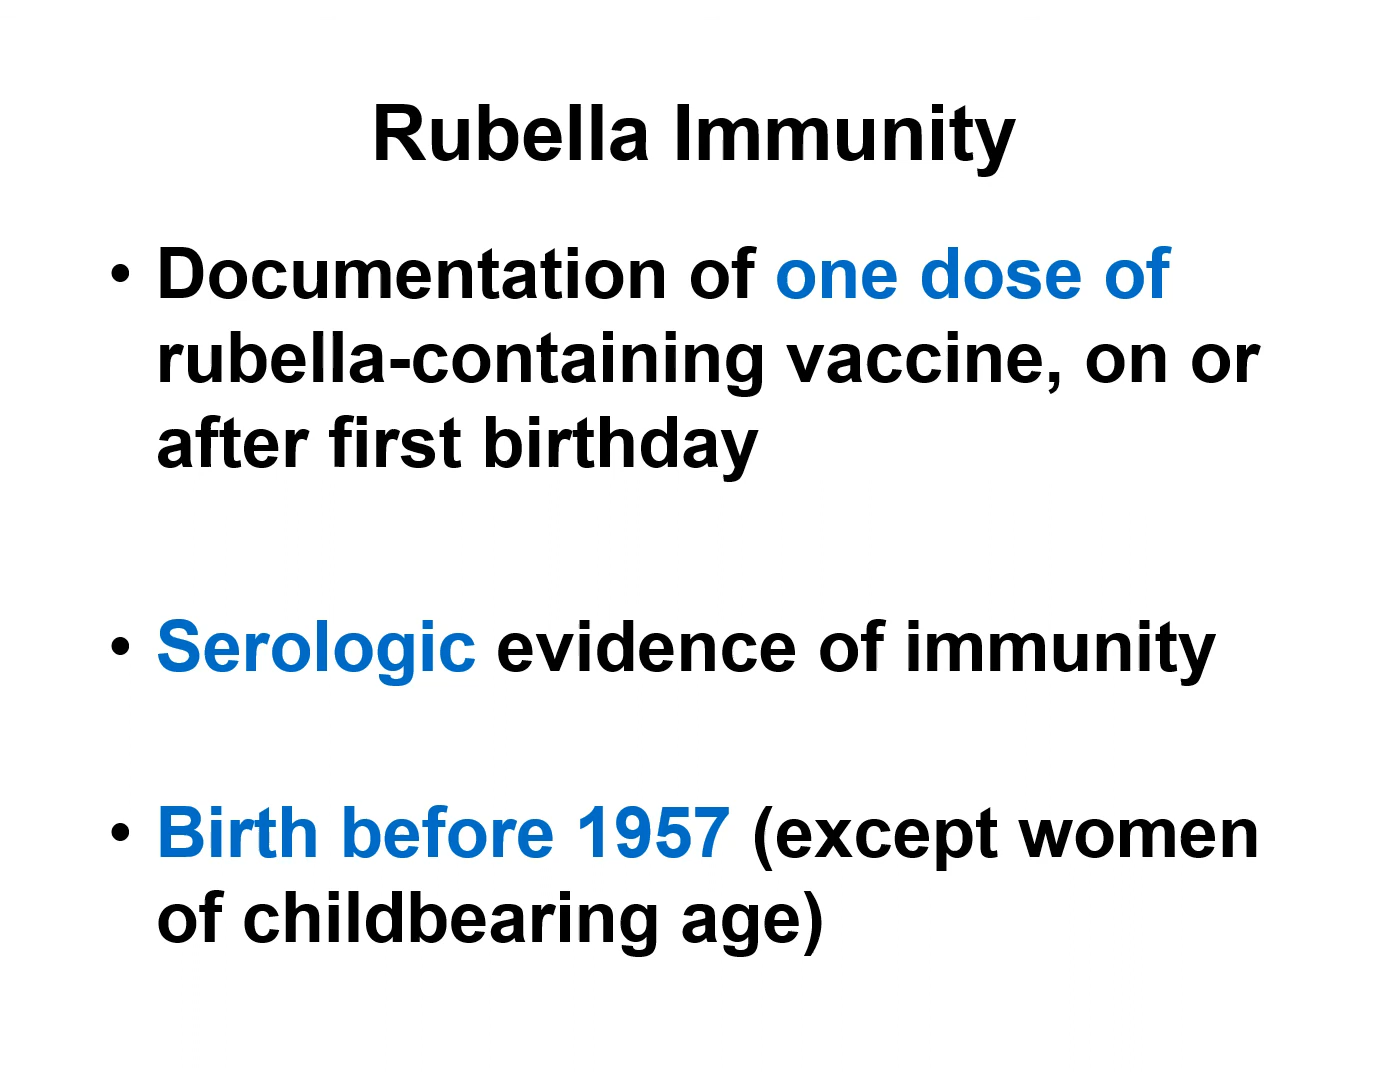 Rubella Immunity
• Documentation of one dose of
rubella-containing vaccine, on or
after first birthday
• Serologic evidence of immunity
• Birth before 1957 (except women
of childbearing age)